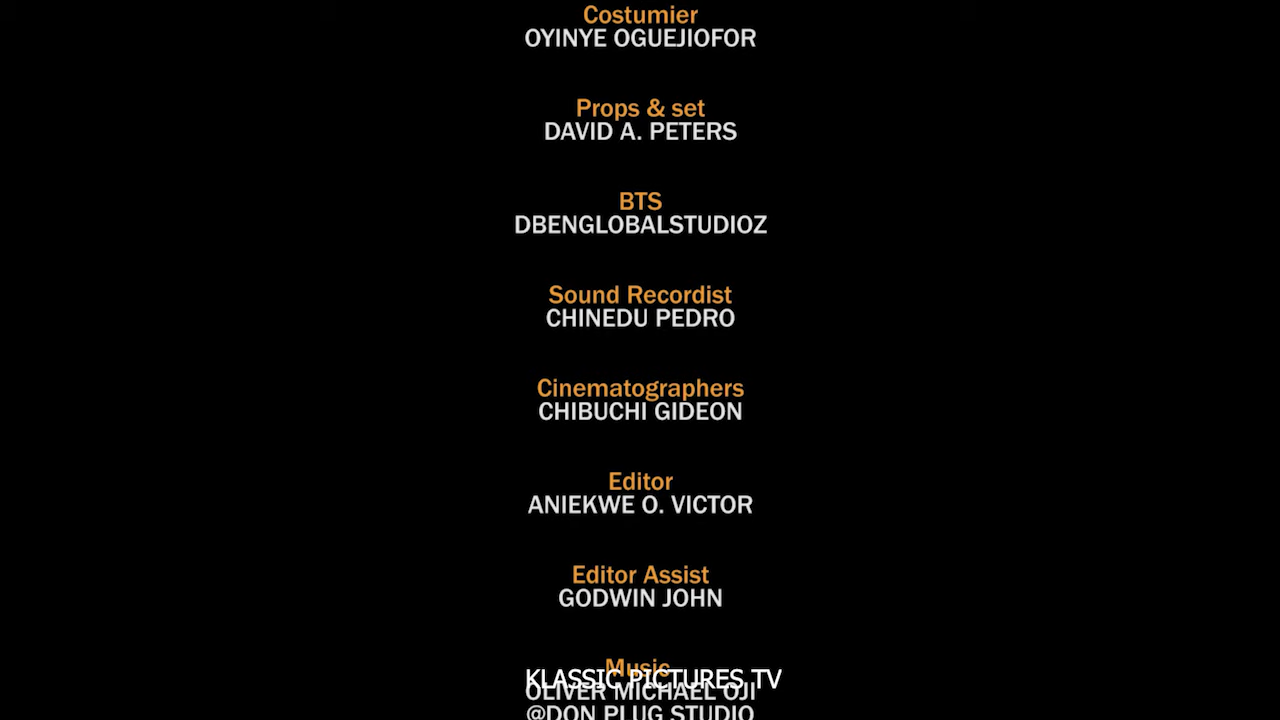 Costumier
OYINYE OGUEJIOFOR
Props & set
DAVID A. PETERS
BTS
DBENGLOBALSTUDIOZ
Sound Recordist
CHINEDU PEDRO
Cinematographers
CHIBUCHI GIDEON
Editor
ANIEKWE O. VICTOR
Editor Assist
GODWIN JOHN
Music
KLASSIC PICTURES TV
OLIVER MICHAEL OJI
@DON PLUG STUDIO